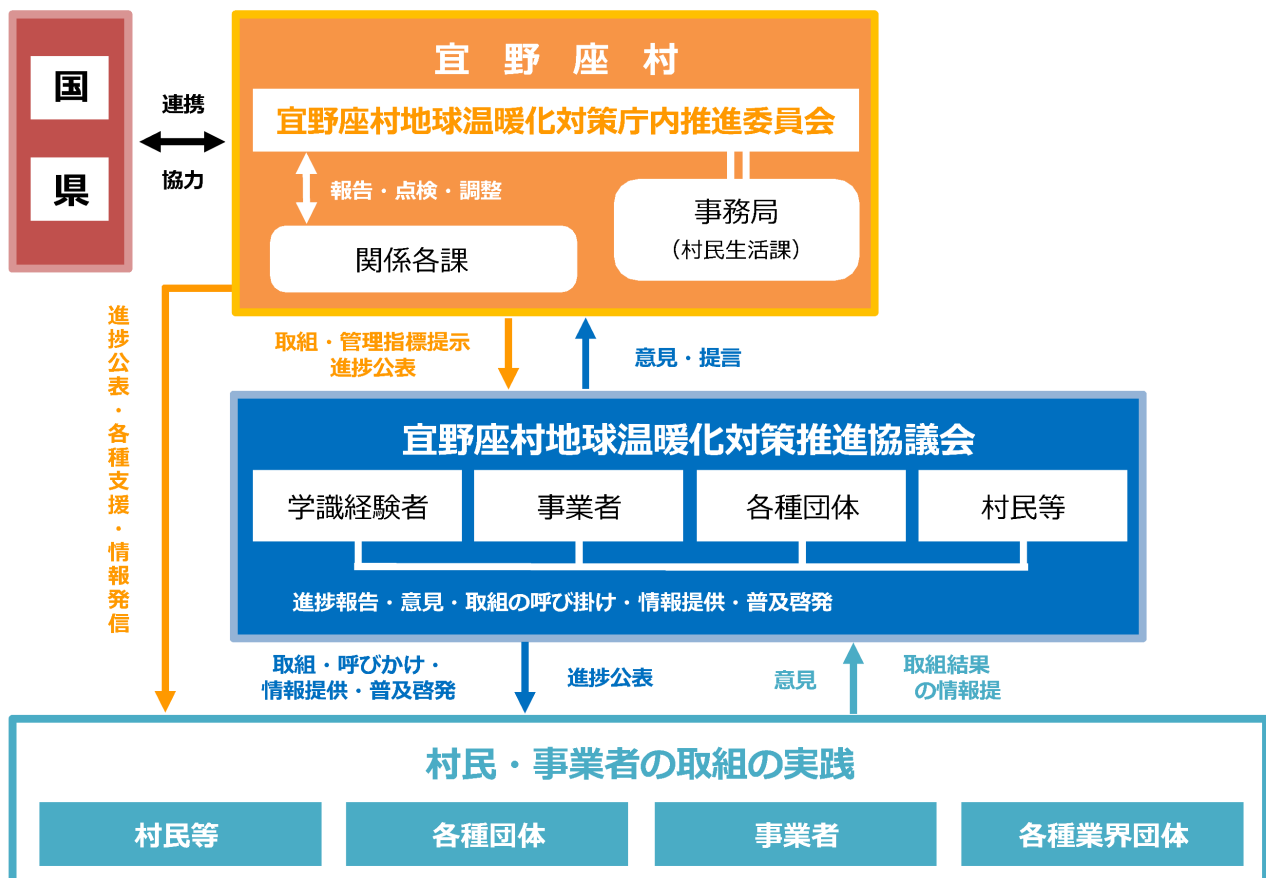 国
県
連携
協力
宜野座村
宜野座村地球温暖化対策庁内推進委員会
報告・点検・調整
関係各課
事務局
（村民生活課）
進捗公表・各種支援・情報発信
取組・管理指標提示
進捗公表
意見・提言
宜野座村地球温暖化対策推進協議会
学識経験者
事業者
各種団体
村民等
進捗報告・意見・取組の呼び掛け・情報提供・普及啓発
取組・呼びかけ・
情報提供・普及啓発
進捗公表
意見
取組結果
の情報提
村民・事業者の取組の実践
村民等
各種団体
事業者
各種業界団体